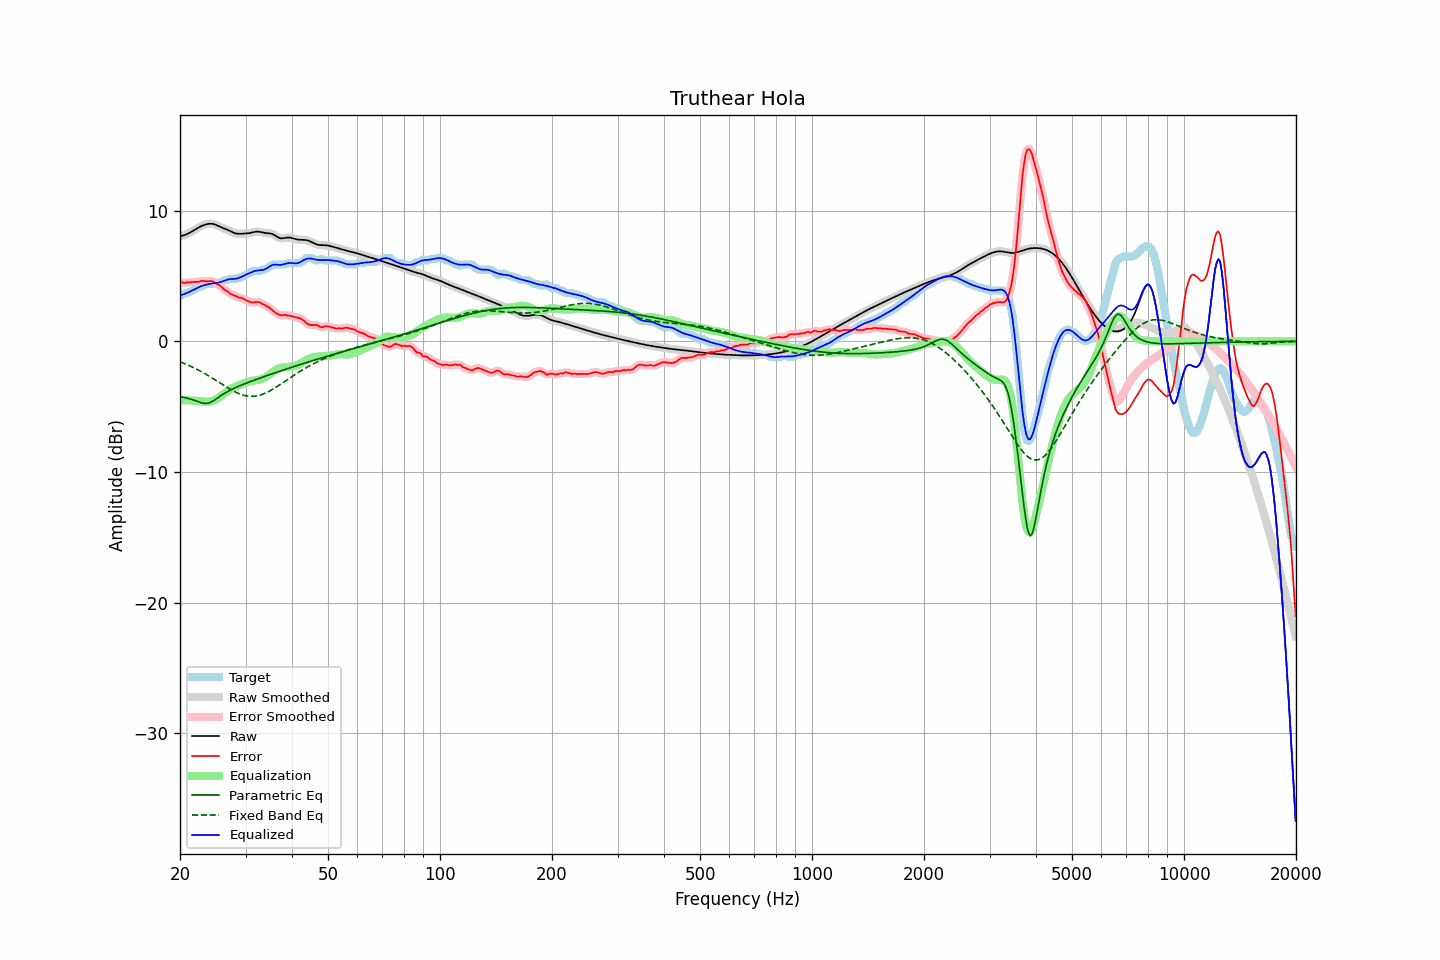 Truthear Hola
Amplitude (dBr)
10
0
−10
−20
−30
Target
Raw Smoothed
Error Smoothed
Raw
Error
Equalization
Parametric Eq
Fixed Band Eq
Equalized
20 50 100 200 500 1000 2000 5000 10000 20000
Frequency (Hz)